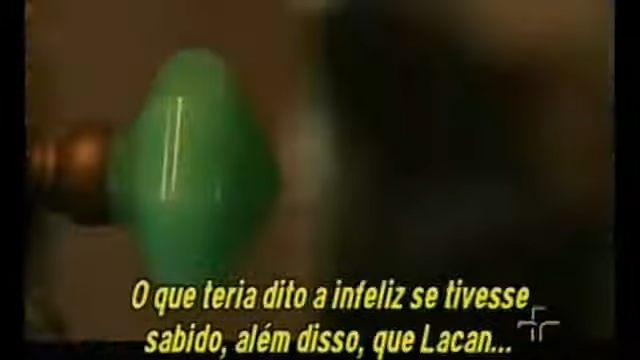 O que teria dito a infeliz se tivesse
sabido, além disso, que Lacan...